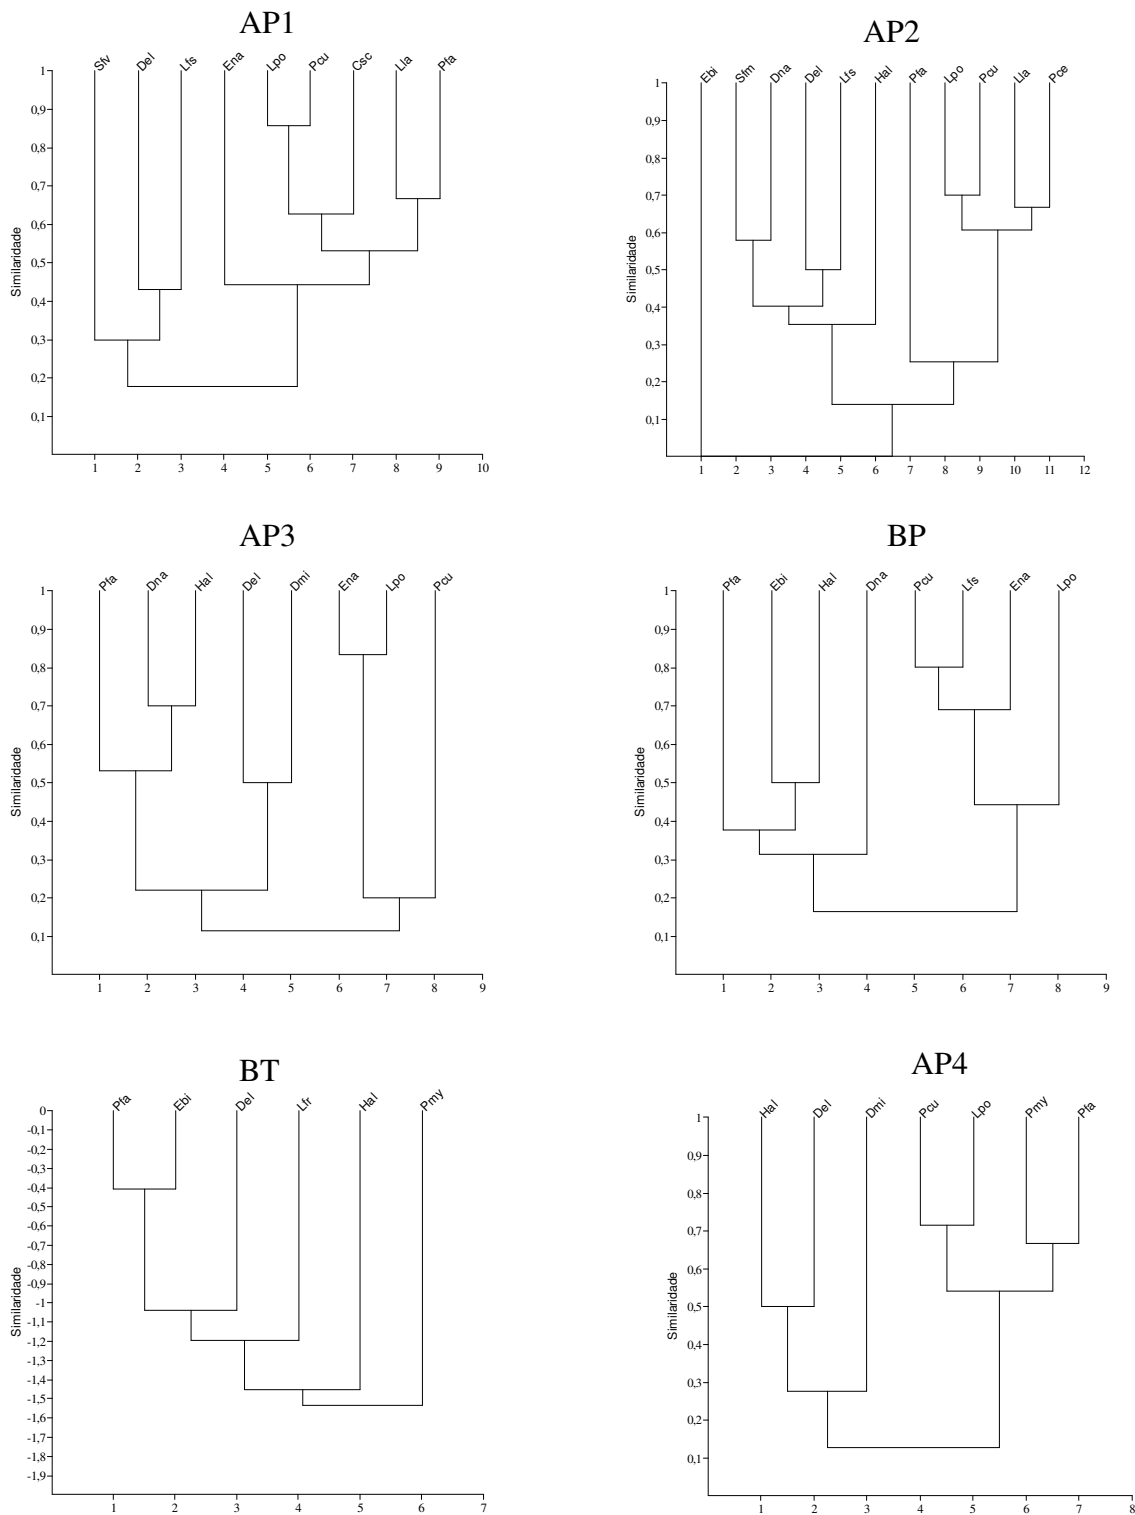 AP1
Sfv Del Lfs Ena Lpo Pcu Csc Lla Pfa
1
0,9
0,8
0,7
0,6
0,5
0,4
0,3
0,2
0,1
Similaridade
1 2 3 4 5 6 7 8 9 10
AP2
Ebi Sfm Dna Del Lfs Hal Pfa Lpo Pcu Lla Pce
1
0,9
0,8
0,7
0,6
0,5
0,4
0,3
0,2
0,1
Similaridade
1 2 3 4 5 6 7 8 9 10 11 12
AP3
Pfa Dna Hal Del Dmi Ena Lpo Pcu
1
0,9
0,8
0,7
0,6
0,5
0,4
0,3
0,2
0,1
Similaridade
1 2 3 4 5 6 7 8 9
BP
Pfa Ebi Hal Dna Pcu Lfs Ena Lpo
1
0,9
0,8
0,7
0,6
0,5
0,4
0,3
0,2
0,1
Similaridade
1 2 3 4 5 6 7 8 9
BT
Pfa Ebi Del Lfr Hal Pmy
0
-0,1
-0,2
-0,3
-0,4
-0,5
-0,6
-0,7
-0,8
-0,9
-1
-1,1
-1,2
-1,3
-1,4
-1,5
-1,6
-1,7
-1,8
-1,9
Similaridade
1 2 3 4 5 6 7
AP4
Hal Del Dmi Pcu Lpo Pmy Pfa
1
0,9
0,8
0,7
0,6
0,5
0,4
0,3
0,2
0,1
Similaridade
1 2 3 4 5 6 7 8